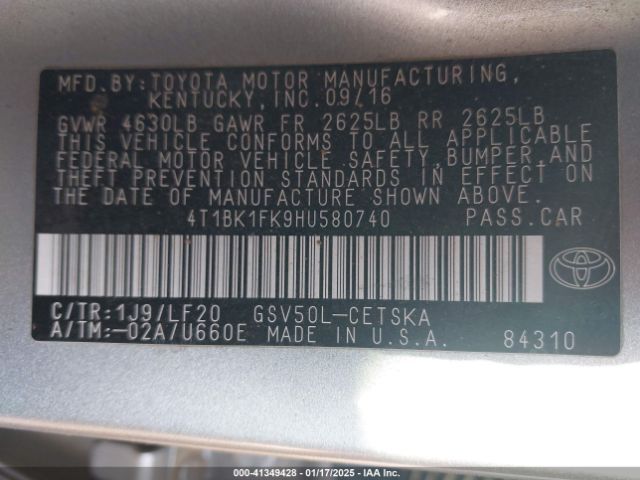 MFD.BY:TOYOTA MOTOR MANUFACTURING,
KENTUCKY, INC. 09/16
GVWR 4630LB GAWR FR 2625LB RR 2625LB
THIS VEHICLE CONFORMS TO ALL APPLICABLE
FEDERAL MOTOR VEHICLE SAFETY, BUMPER, AND
THEFT PREVENTION STANDARDS IN EFFECT ON
THE DATE OF MANUFACTURE SHOWN ABOVE.
4T1BK1FK9HU580740 PASS.CAR
C/TR:1J9/LF20 GSV50L-CETSKA
A/TM:-02A/U660E MADE IN U.S.A. 84310
000-41349428 - 01/17/2025 - IAA Inc.